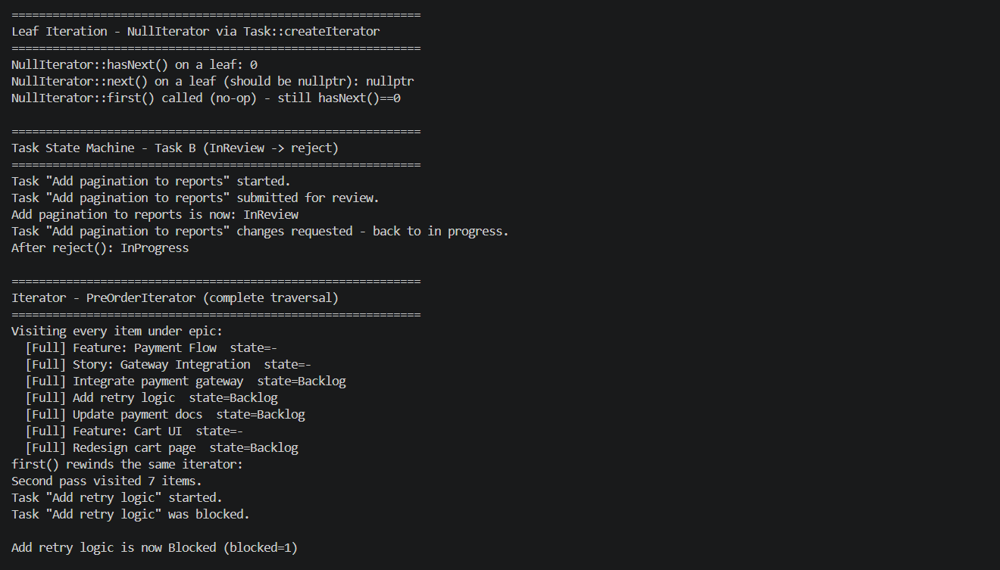 ============================================================
Leaf Iteration - NullIterator via Task::createIterator
============================================================
NullIterator::hasNext() on a leaf: 0
NullIterator::next() on a leaf (should be nullptr): nullptr
NullIterator::first() called (no-op) - still hasNext()==0

============================================================
Task State Machine - Task B (InReview -> reject)
============================================================
Task "Add pagination to reports" started.
Task "Add pagination to reports" submitted for review.
Add pagination to reports is now: InReview
Task "Add pagination to reports" changes requested - back to in progress.
After reject(): InProgress

============================================================
Iterator - PreOrderIterator (complete traversal)
============================================================
Visiting every item under epic:
  [Full] Feature: Payment Flow  state=-
  [Full] Story: Gateway Integration  state=-
  [Full] Integrate payment gateway  state=Backlog
  [Full] Add retry logic  state=Backlog
  [Full] Update payment docs  state=Backlog
  [Full] Feature: Cart UI  state=-
  [Full] Redesign cart page  state=Backlog
first() rewinds the same iterator:
Second pass visited 7 items.
Task "Add retry logic" started.
Task "Add retry logic" was blocked.

Add retry logic is now Blocked (blocked=1)